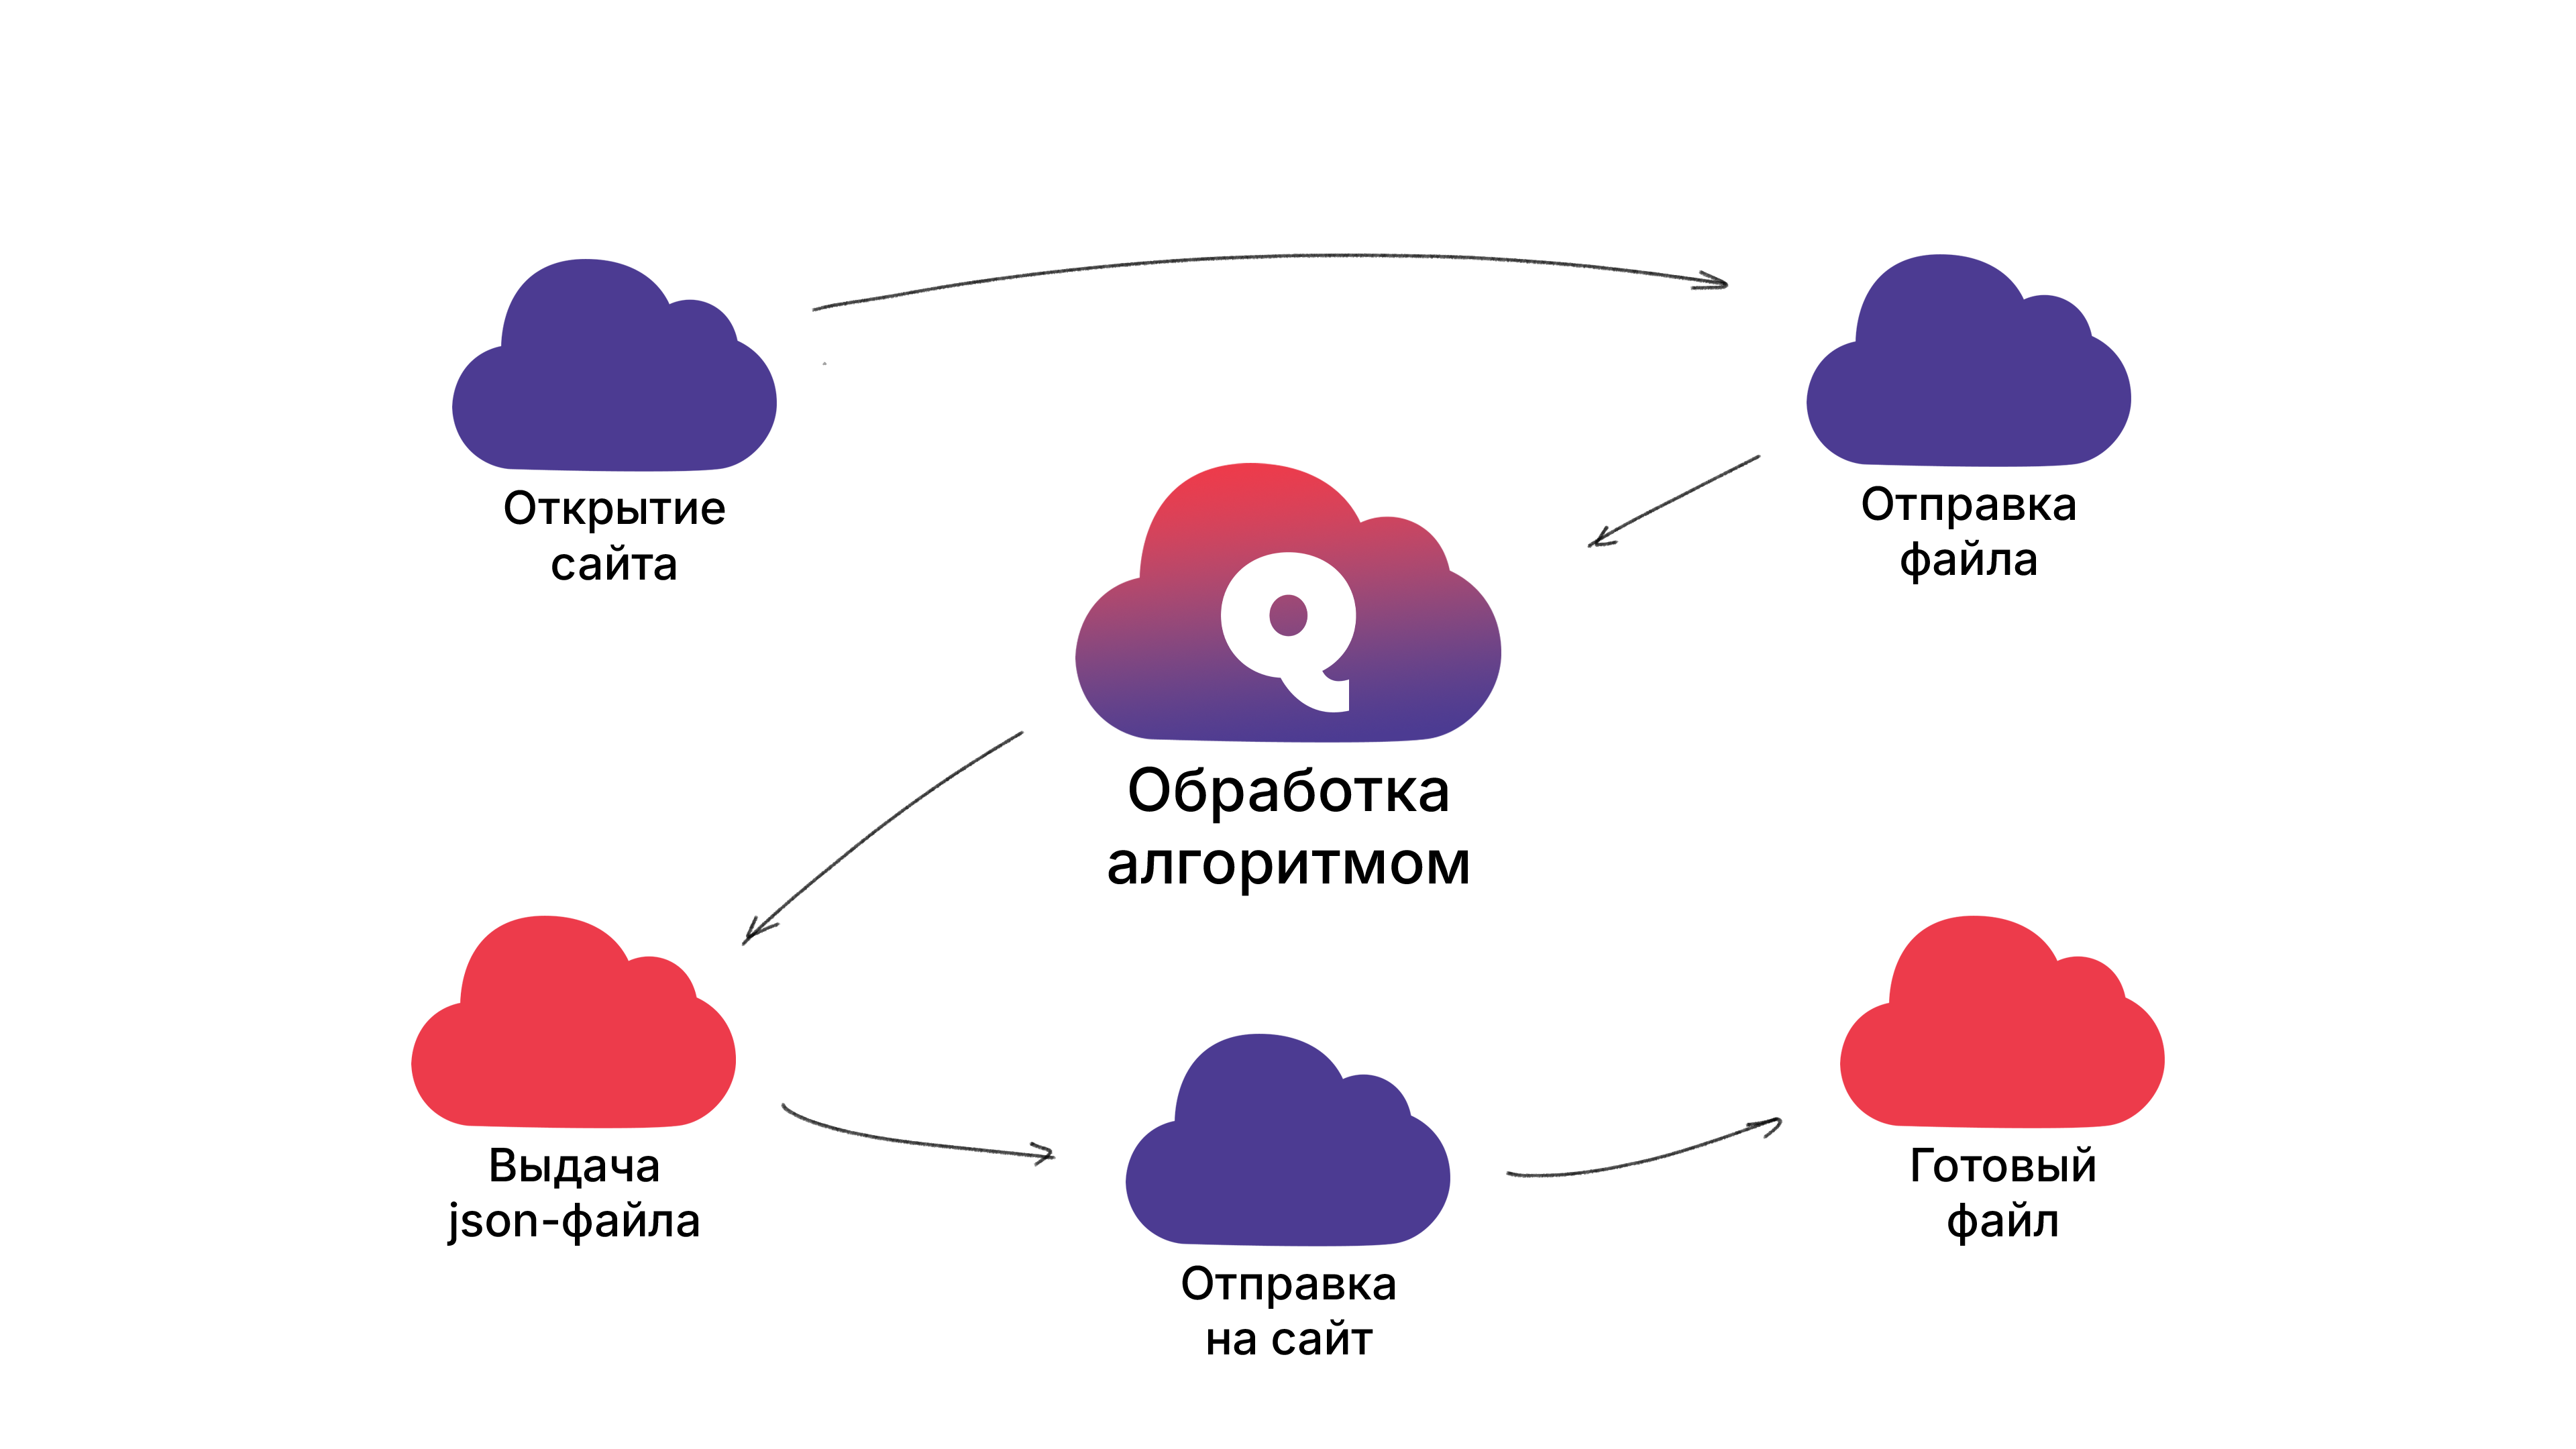 Открытие
сайта
Отправка
файла
Q
Обработка
алгоритмом
Выдача
json-файла
Отправка
на сайт
Готовый
файл